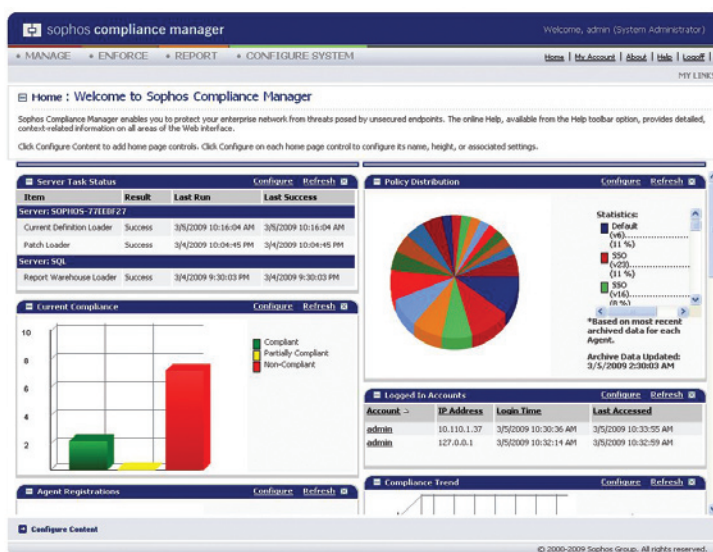 sophos compliance manager
Welcome, admin (System Administrator)
• MANAGE • ENFORCE • REPORT • CONFIGURE SYSTEM
Home | My Account | About | Help | Logoff |
MY LINK
Home : Welcome to Sophos Compliance Manager
Sophos Compliance Manager enables you to protect your enterprise network from threats posed by unsecured endpoints. The online Help, available from the Help toolbar option, provides detailed,
context-related information on all areas of the Web interface.
Click Configure Content to add home page controls. Click Configure on each home page control to configure its name, height, or associated settings.
Server Task Status Configure Refresh
Item Result Last Run Last Success
Server: SOPHOS-77EEBF27
Current Definition Loader Success 3/5/2009 10:16:04 AM 3/5/2009 10:16:04 AM
Patch Loader Success 3/4/2009 10:04:45 PM 3/4/2009 10:04:45 PM
Server: SQL
Report Warehouse Loader Success 3/4/2009 9:30:03 PM 3/4/2009 9:30:03 PM
Current Compliance Configure Refresh
10
8
6
4
2
Compliant
Partially Compliant
Non-Compliant
Agent Registrations Configure Refresh
Policy Distribution Configure Refresh
Statistics:
Default
(v6)..................
(11 %)
SSO
(v23)................
(11 %)
SSO
(v16)................
(8 %)
*Based on most recent
archived data for each
Agent.
Archive Data Updated:
3/5/2009 2:30:03 AM
Logged In Accounts Configure Refresh
Account IP Address Login Time Last Accessed
admin 10.110.1.37 3/5/2009 10:30:36 AM 3/5/2009 10:33:55 AM
admin 127.0.0.1 3/5/2009 10:32:14 AM 3/5/2009 10:32:59 AM
Compliance Trend Configure Refresh
Configure Content
© 2000-2009 Sophos Group. All rights reserved.